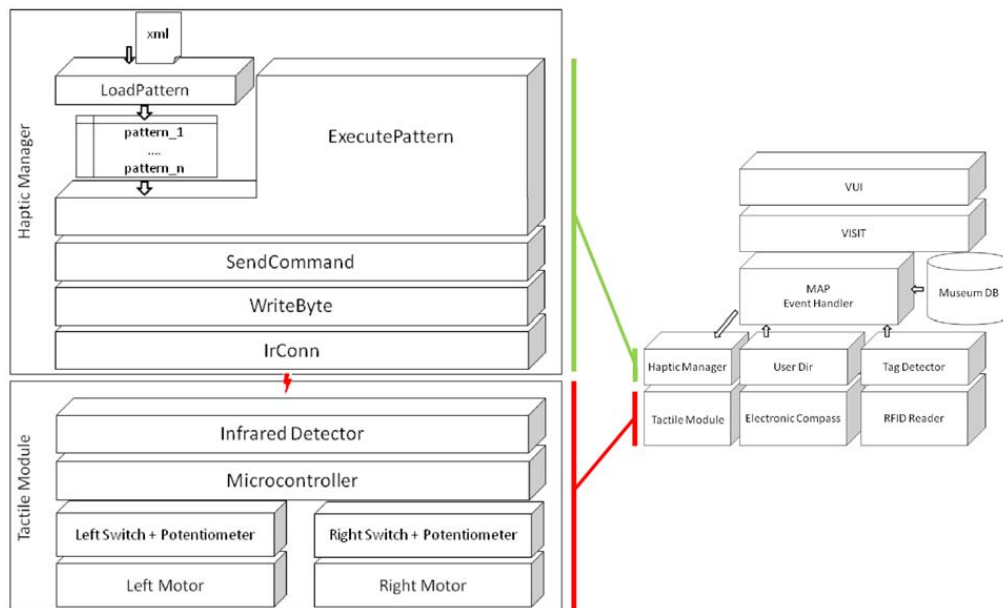 Haptic Manager
xml
LoadPattern
pattern_1
....
pattern_n
ExecutePattern
SendCommand
WriteByte
IrConn
Tactile Module
Infrared Detector
Microcontroller
Left Switch + Potentiometer
Right Switch + Potentiometer
Left Motor
Right Motor
VUI
VISIT
MAP
Event Handler
Museum DB
Haptic Manager
User Dir
Tag Detector
Tactile Module
Electronic Compass
RFID Reader